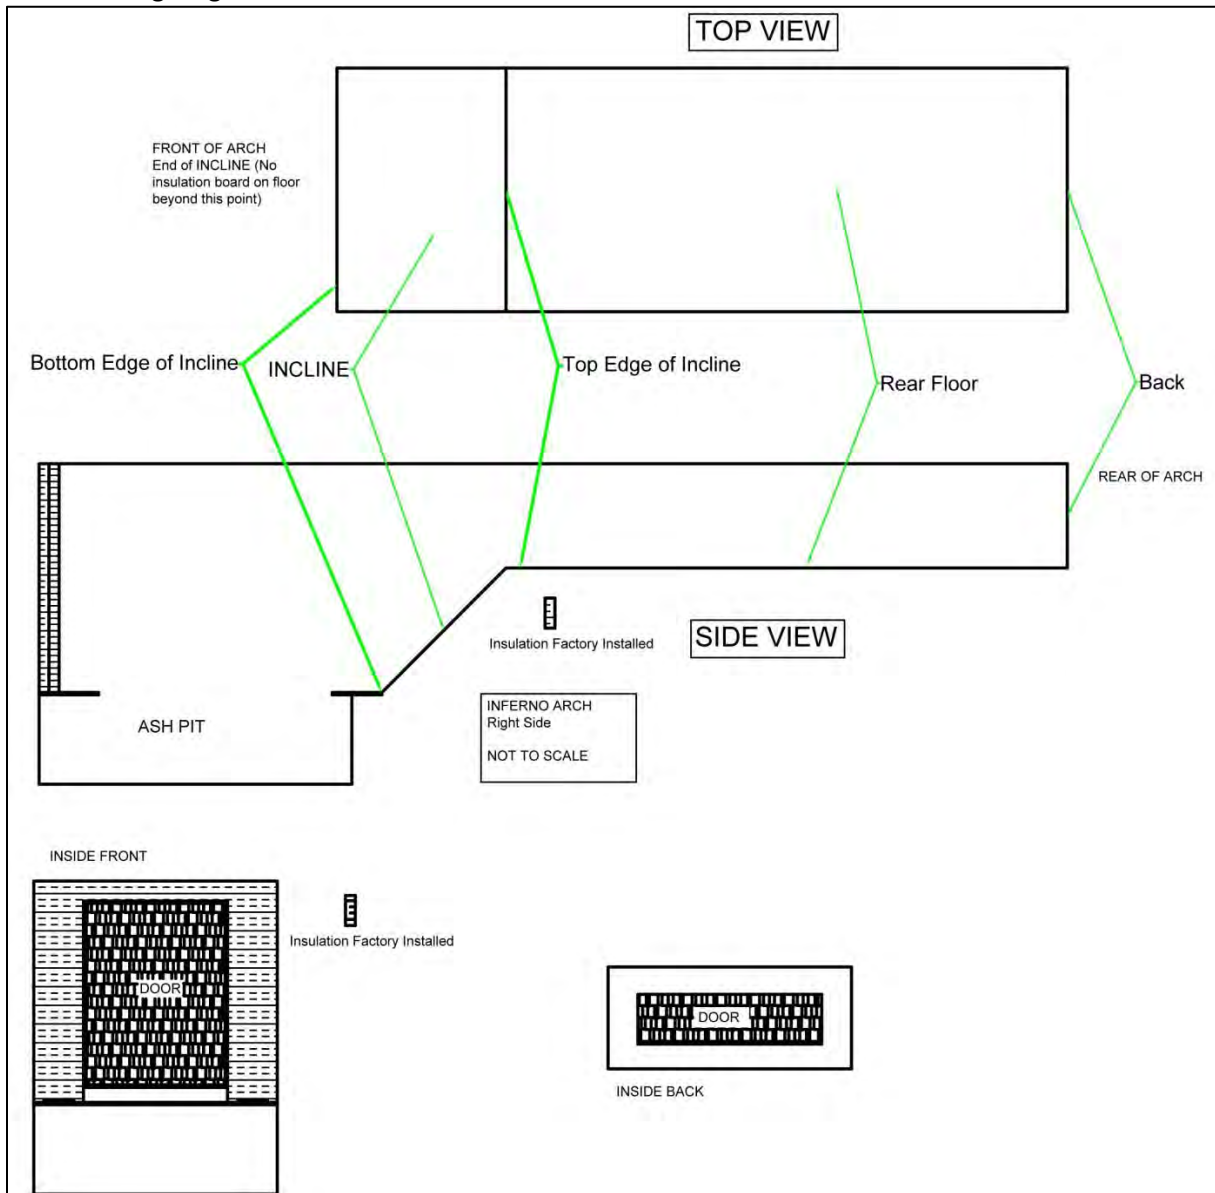 TOP VIEW
FRONT OF ARCH
End of INCLINE (No
insulation board on floor
beyond this point)
Bottom Edge of Incline
INCLINE
Top Edge of Incline
Rear Floor
Back
REAR OF ARCH
Insulation Factory Installed
SIDE VIEW
INFERNO ARCH
Right Side
NOT TO SCALE
ASH PIT
INSIDE FRONT
Insulation Factory Installed
DOOR
DOOR
INSIDE BACK